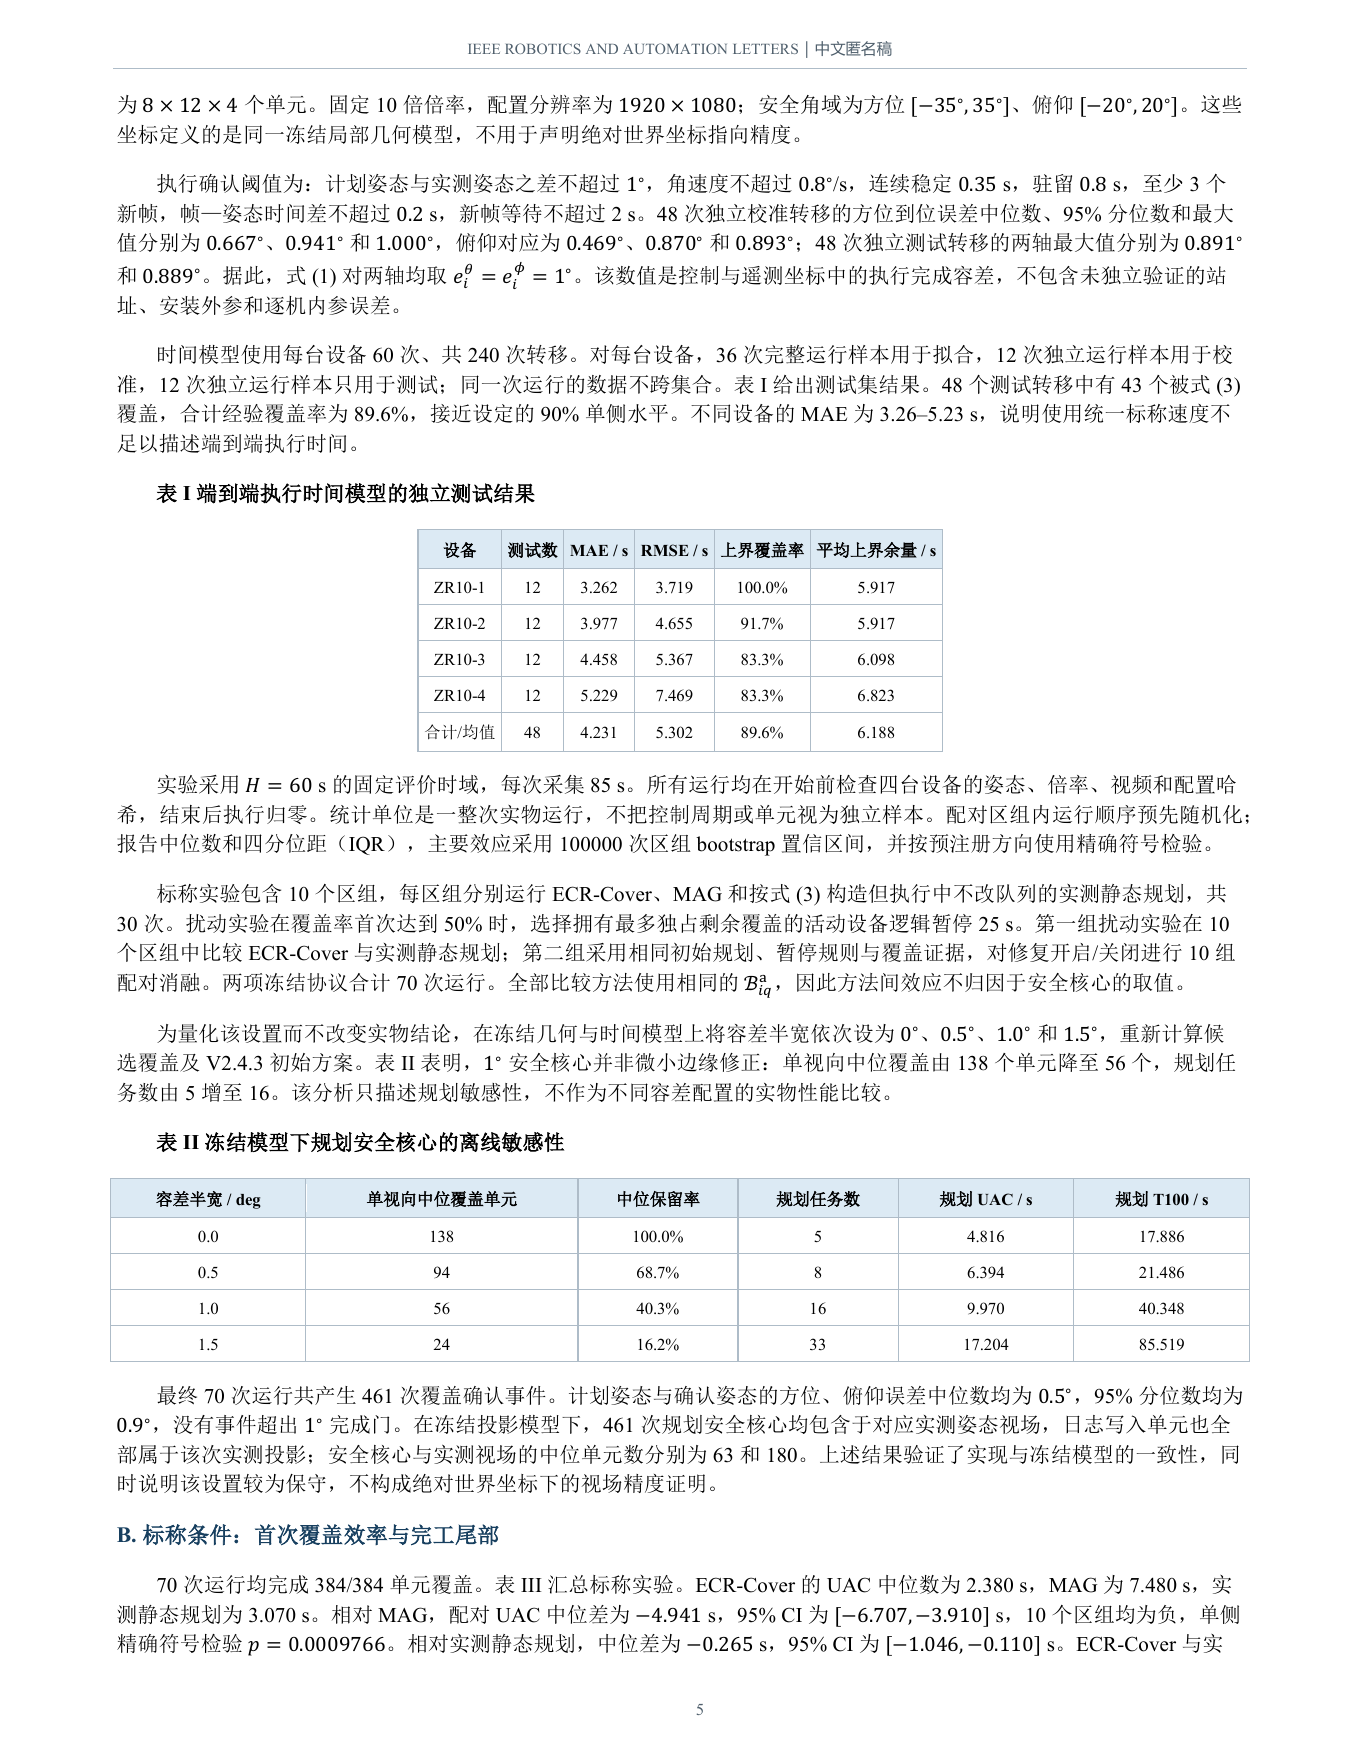 IEEE ROBOTICS AND AUTOMATION LETTERS | 中文匿名稿
为 8 × 12 × 4 个单元。固定 10 倍倍率，配置分辨率为 1920 × 1080；安全角域为方位 [−35°, 35°]、俯仰 [−20°, 20°]。这些
坐标定义的是同一冻结局部几何模型，不用于声明绝对世界坐标指向精度。
执行确认阈值为：计划姿态与实测姿态之差不超过 1°，角速度不超过 0.8°/s，连续稳定 0.35 s，驻留 0.8 s，至少 3 个
新帧，帧—姿态时间差不超过 0.2 s，新帧等待不超过 2 s。48 次独立校准转移的方位到位误差中位数、95% 分位数和最大
值分别为 0.667°、0.941° 和 1.000°，俯仰对应为 0.469°、0.870° 和 0.893°；48 次独立测试转移的两轴最大值分别为 0.891°
和 0.889°。据此，式 (1) 对两轴均取 e_i^θ = e_i^ϕ = 1°。该数值是控制与遥测坐标中的执行完成容差，不包含未独立验证的站
址、安装外参和逐机内参误差。
时间模型使用每台设备 60 次、共 240 次转移。对每台设备，36 次完整运行样本用于拟合，12 次独立运行样本用于校
准，12 次独立运行样本只用于测试；同一次运行的数据不跨集合。表 I 给出测试集结果。48 个测试转移中有 43 个被式 (3)
覆盖，合计经验覆盖率为 89.6%，接近设定的 90% 单侧水平。不同设备的 MAE 为 3.26–5.23 s，说明使用统一标称速度不
足以描述端到端执行时间。
表 I 端到端执行时间模型的独立测试结果
设备 测试数 MAE / s RMSE / s 上界覆盖率 平均上界余量 / s
ZR10-1 12 3.262 3.719 100.0% 5.917
ZR10-2 12 3.977 4.655 91.7% 5.917
ZR10-3 12 4.458 5.367 83.3% 6.098
ZR10-4 12 5.229 7.469 83.3% 6.823
合计/均值 48 4.231 5.302 89.6% 6.188
实验采用 H = 60 s 的固定评价时域，每次采集 85 s。所有运行均在开始前检查四台设备的姿态、倍率、视频和配置哈
希，结束后执行归零。统计单位是一整次实物运行，不把控制周期或单元视为独立样本。配对区组内运行顺序预先随机化；
报告中位数和四分位距（IQR），主要效应采用 100000 次区组 bootstrap 置信区间，并按预注册方向使用精确符号检验。
标称实验包含 10 个区组，每区组分别运行 ECR-Cover、MAG 和按式 (3) 构造但执行中不改队列的实测静态规划，共
30 次。扰动实验在覆盖率首次达到 50% 时，选择拥有最多独占剩余覆盖的活动设备逻辑暂停 25 s。第一组扰动实验在 10
个区组中比较 ECR-Cover 与实测静态规划；第二组采用相同初始规划、暂停规则与覆盖证据，对修复开启/关闭进行 10 组
配对消融。两项冻结协议合计 70 次运行。全部比较方法使用相同的 ℬ_iq^a，因此方法间效应不归因于安全核心的取值。
为量化该设置而不改变实物结论，在冻结几何与时间模型上将容差半宽依次设为 0°、0.5°、1.0° 和 1.5°，重新计算候
选覆盖及 V2.4.3 初始方案。表 II 表明，1° 安全核心并非微小边缘修正：单视向中位覆盖由 138 个单元降至 56 个，规划任
务数由 5 增至 16。该分析只描述规划敏感性，不作为不同容差配置的实物性能比较。
表 II 冻结模型下规划安全核心的离线敏感性
容差半宽 / deg 单视向中位覆盖单元 中位保留率 规划任务数 规划 UAC / s 规划 T100 / s
0.0 138 100.0% 5 4.816 17.886
0.5 94 68.7% 8 6.394 21.486
1.0 56 40.3% 16 9.970 40.348
1.5 24 16.2% 33 17.204 85.519
最终 70 次运行共产生 461 次覆盖确认事件。计划姿态与确认姿态的方位、俯仰误差中位数均为 0.5°，95% 分位数均为
0.9°，没有事件超出 1° 完成门。在冻结投影模型下，461 次规划安全核心均包含于对应实测姿态视场，日志写入单元也全
部属于该次实测投影；安全核心与实测视场的中位单元数分别为 63 和 180。上述结果验证了实现与冻结模型的一致性，同
时说明该设置较为保守，不构成绝对世界坐标下的视场精度证明。
B. 标称条件：首次覆盖效率与完工尾部
70 次运行均完成 384/384 单元覆盖。表 III 汇总标称实验。ECR-Cover 的 UAC 中位数为 2.380 s，MAG 为 7.480 s，实
测静态规划为 3.070 s。相对 MAG，配对 UAC 中位差为 −4.941 s，95% CI 为 [−6.707, −3.910] s，10 个区组均为负，单侧
精确符号检验 p = 0.0009766。相对实测静态规划，中位差为 −0.265 s，95% CI 为 [−1.046, −0.110] s。ECR-Cover 与实
5